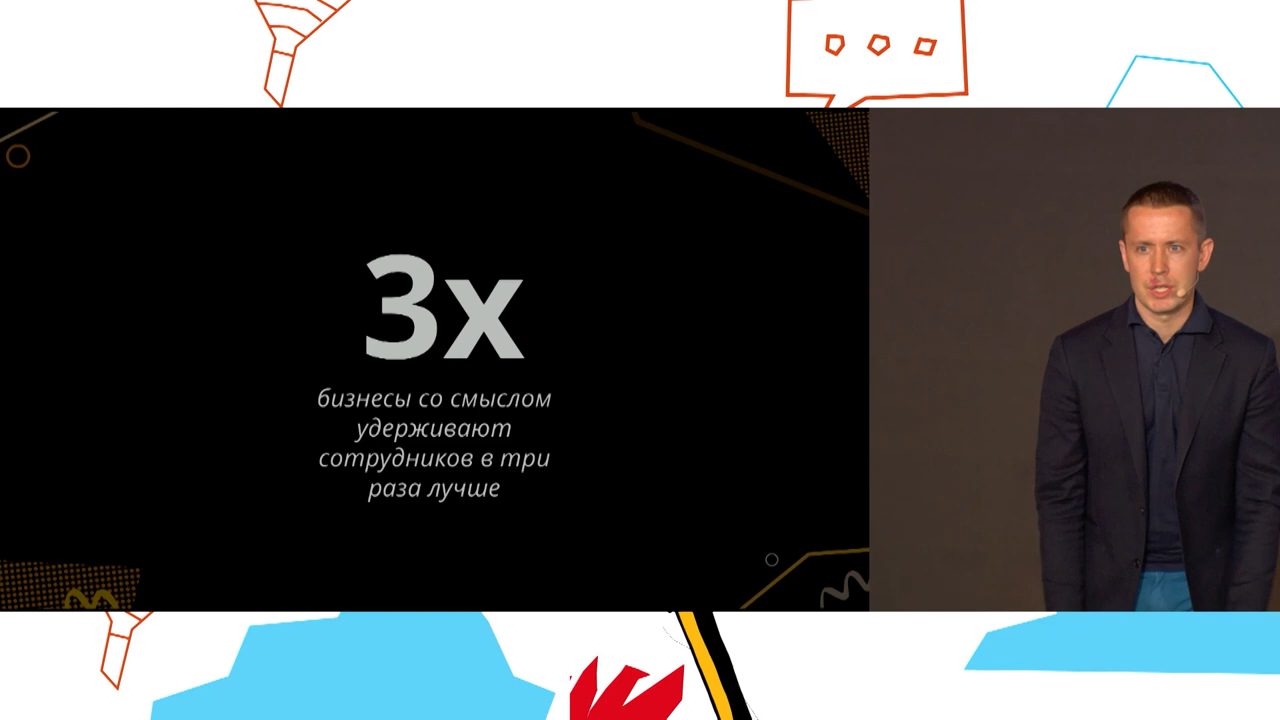 3x
бизнесы со смыслом
удерживают
сотрудников в три
раза лучше